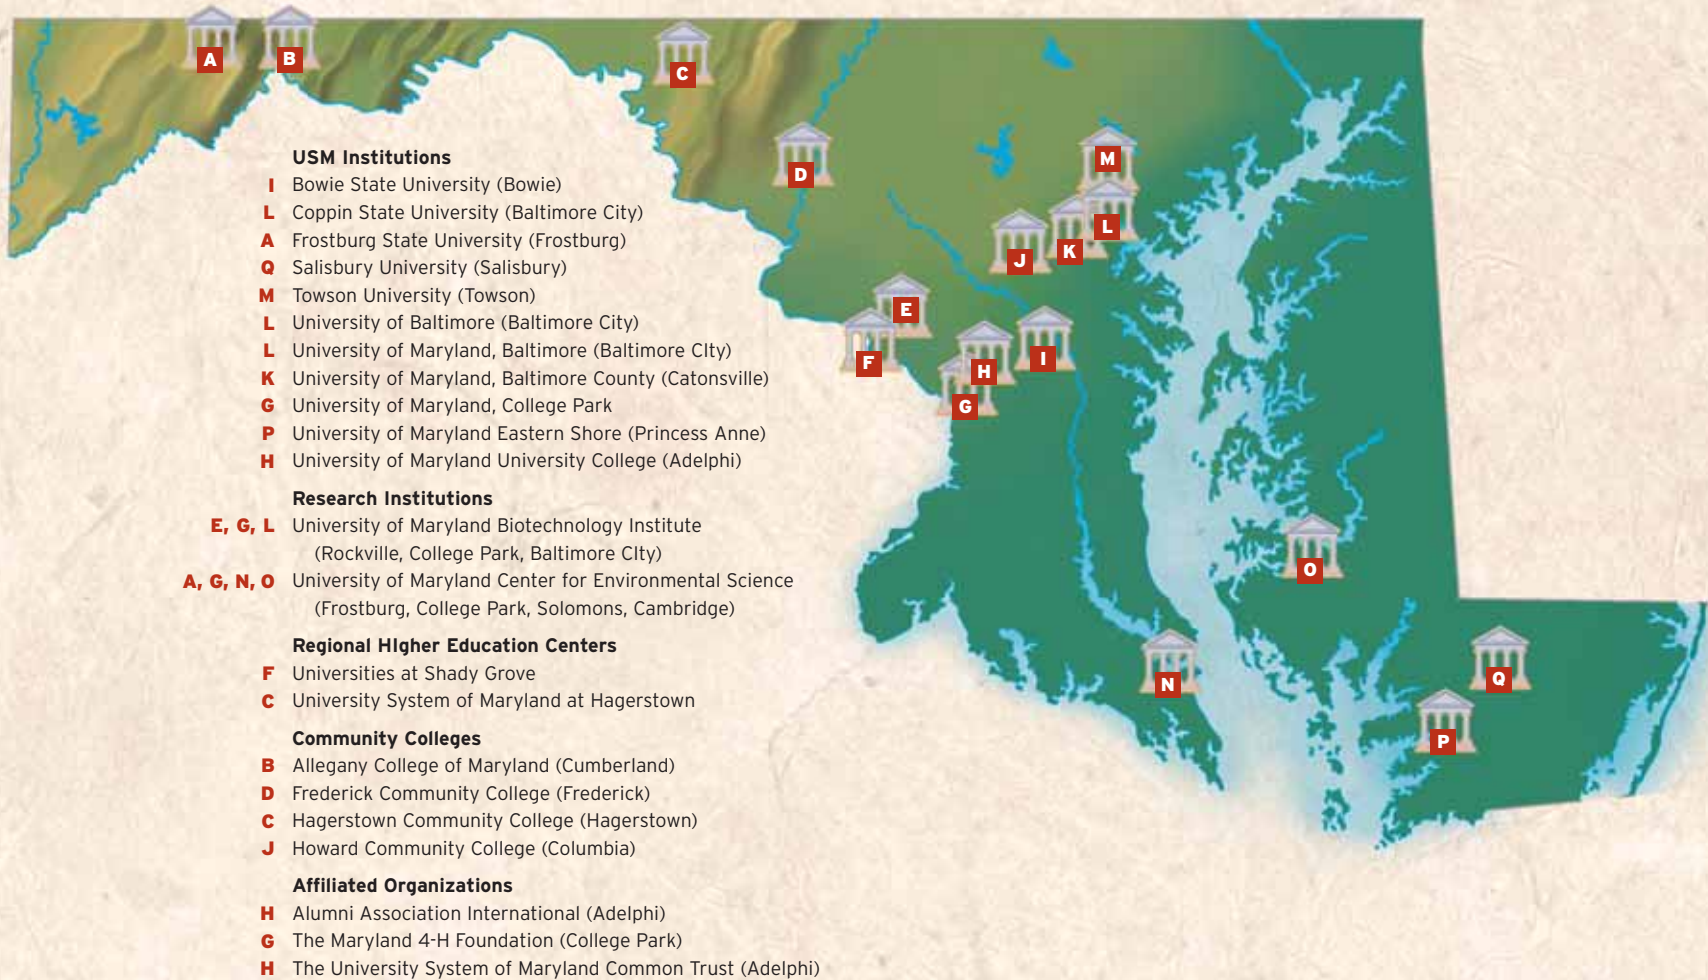 A
B
C
D
M
L
K
J
E
F
I
H
G
O
N
Q
P
USM Institutions
I Bowie State University (Bowie)
L Coppin State University (Baltimore City)
A Frostburg State University (Frostburg)
Q Salisbury University (Salisbury)
M Towson University (Towson)
L University of Baltimore (Baltimore City)
L University of Maryland, Baltimore (Baltimore CIty)
K University of Maryland, Baltimore County (Catonsville)
G University of Maryland, College Park
P University of Maryland Eastern Shore (Princess Anne)
H University of Maryland University College (Adelphi)
Research Institutions
E, G, L University of Maryland Biotechnology Institute
(Rockville, College Park, Baltimore CIty)
A, G, N, O University of Maryland Center for Environmental Science
(Frostburg, College Park, Solomons, Cambridge)
Regional HIgher Education Centers
F Universities at Shady Grove
C University System of Maryland at Hagerstown
Community Colleges
B Allegany College of Maryland (Cumberland)
D Frederick Community College (Frederick)
C Hagerstown Community College (Hagerstown)
J Howard Community College (Columbia)
Affiliated Organizations
H Alumni Association International (Adelphi)
G The Maryland 4-H Foundation (College Park)
H The University System of Maryland Common Trust (Adelphi)